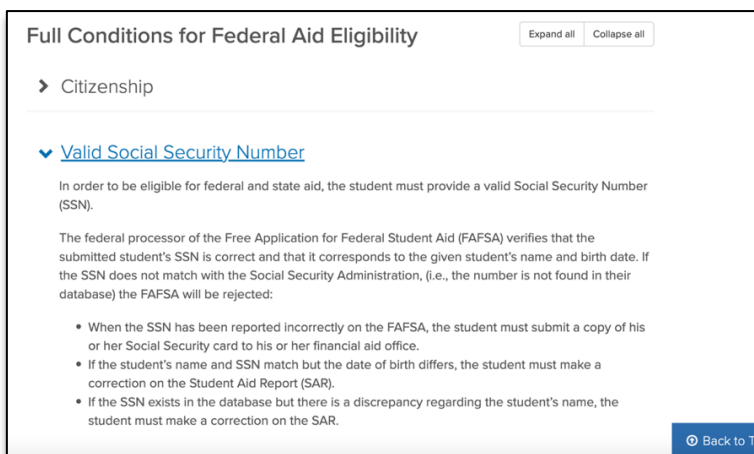 Full Conditions for Federal Aid Eligibility
Expand all
Collapse all
Citizenship
Valid Social Security Number
In order to be eligible for federal and state aid, the student must provide a valid Social Security Number
(SSN).
The federal processor of the Free Application for Federal Student Aid (FAFSA) verifies that the
submitted student's SSN is correct and that it corresponds to the given student's name and birth date. If
the SSN does not match with the Social Security Administration, (i.e., the number is not found in their
database) the FAFSA will be rejected:
• When the SSN has been reported incorrectly on the FAFSA, the student must submit a copy of his
or her Social Security card to his or her financial aid office.
• If the student's name and SSN match but the date of birth differs, the student must make a
correction on the Student Aid Report (SAR).
• If the SSN exists in the database but there is a discrepancy regarding the student's name, the
student must make a correction on the SAR.
Back to T